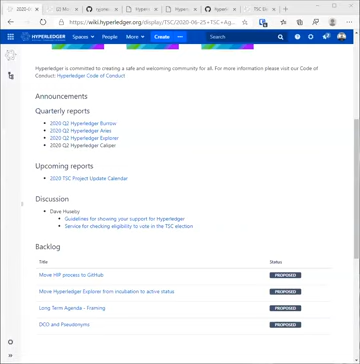 2020-0
https://wiki.hyperledger.org/display/TSC/2020-06-25+TSC+Ag...
HYPERLEDGER
Spaces
People
More
Create
Search
Hyperledger is committed to creating a safe and welcoming community for all. For more information please visit our Code of
Conduct: Hyperledger Code of Conduct
Announcements
Quarterly reports
2020 Q2 Hyperledger Burrow
2020 Q2 Hyperledger Aries
2020 Q2 Hyperledger Explorer
2020 Q2 Hyperledger Caliper
Upcoming reports
2020 TSC Project Update Calendar
Discussion
Dave Huseby
Guidelines for showing your support for Hyperledger
Service for checking eligibility to vote in the TSC election
Backlog
Title Status
Move HIP process to GitHub PROPOSED
Move Hyperledger Explorer from incubation to active status PROPOSED
Long Term Agenda - Framing PROPOSED
DCO and Pseudonyms PROPOSED